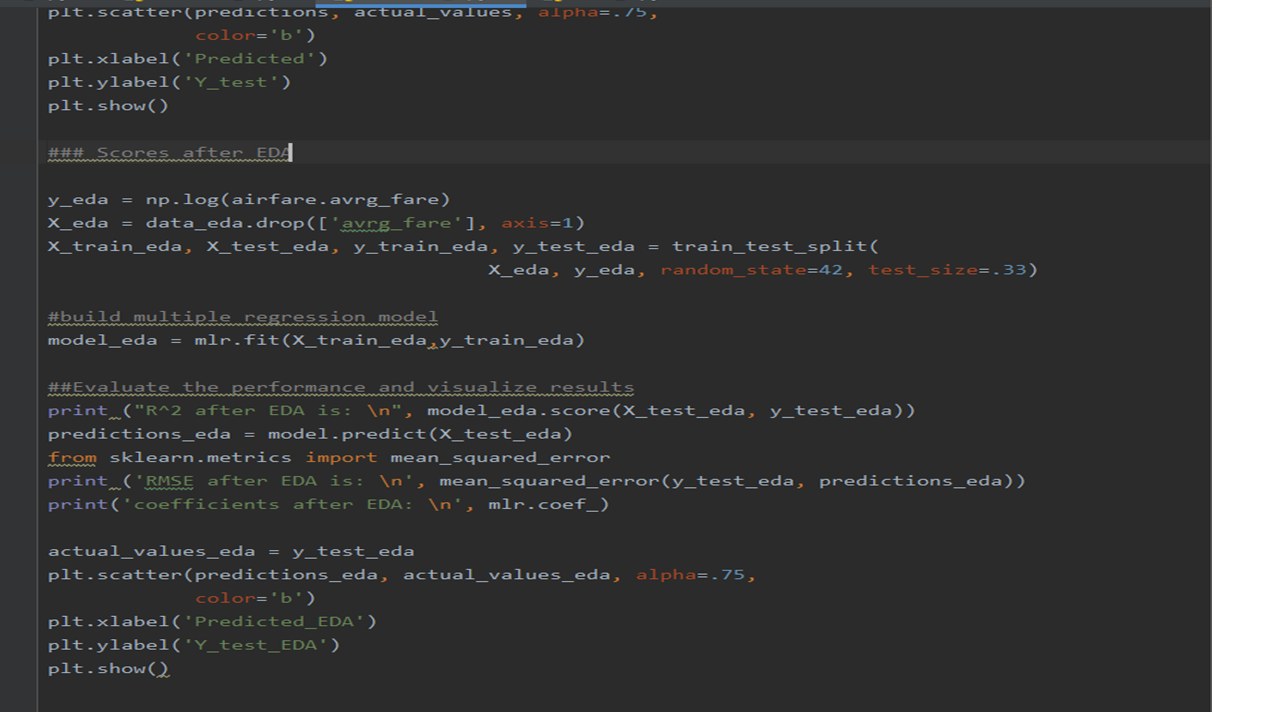 plt.scatter(predictions, actual_values, alpha=.75,
color='b')
plt.xlabel('Predicted')
plt.ylabel('Y_test')
plt.show()
### Scores after EDA
y_eda = np.log(airfare.avrg_fare)
X_eda = data_eda.drop(['avrg_fare'], axis=1)
X_train_eda, X_test_eda, y_train_eda, y_test_eda = train_test_split(
X_eda, y_eda, random_state=42, test_size=.33)
#build multiple regression model
model_eda = mlr.fit(X_train_eda,y_train_eda)
##Evaluate the performance and visualize results
print ("R^2 after EDA is: \n", model_eda.score(X_test_eda, y_test_eda))
predictions_eda = model.predict(X_test_eda)
from sklearn.metrics import mean_squared_error
print ('RMSE after EDA is: \n', mean_squared_error(y_test_eda, predictions_eda))
print('coefficients after EDA: \n', mlr.coef_)
actual_values_eda = y_test_eda
plt.scatter(predictions_eda, actual_values_eda, alpha=.75,
color='b')
plt.xlabel('Predicted_EDA')
plt.ylabel('Y_test_EDA')
plt.show()